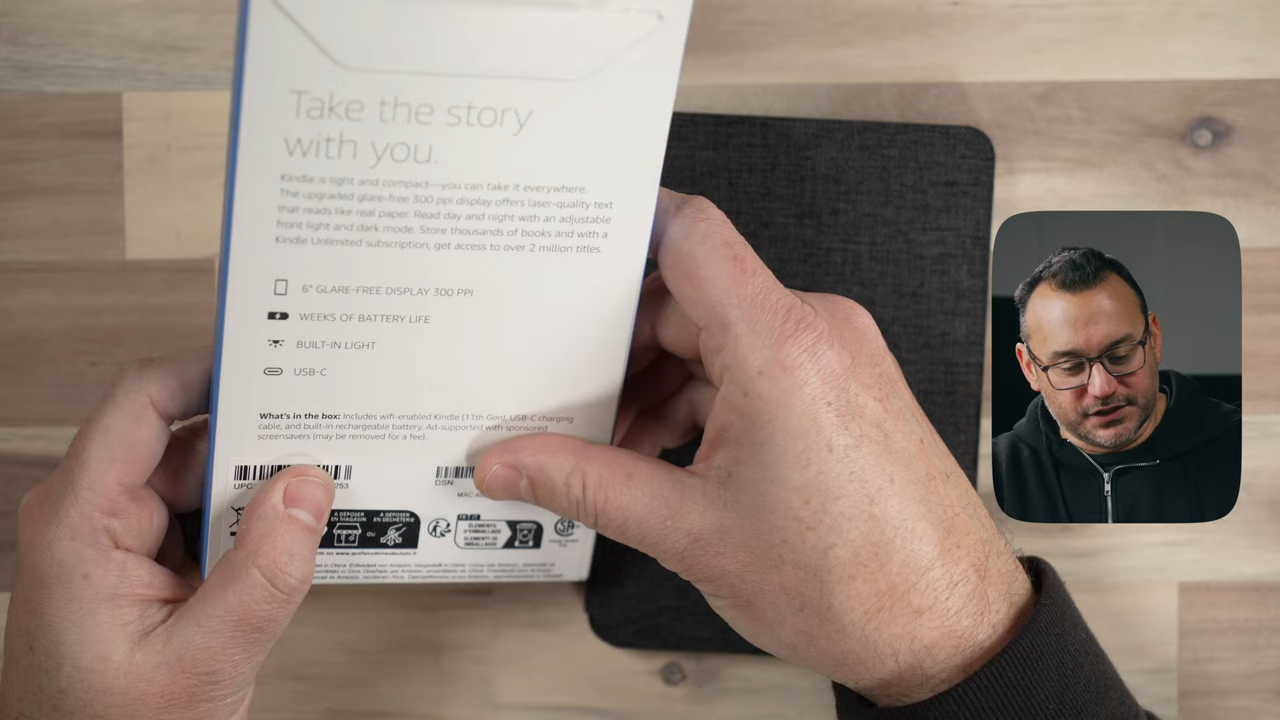 Take the story
with you.
Kindle is light and compact—you can take it everywhere.
The upgraded glare-free 300 ppi display offers laser-quality text
that reads like real paper. Read day and night with an adjustable
front light and dark mode. Store thousands of books and with a
Kindle Unlimited subscription, get access to over 2 million titles.
6" GLARE-FREE DISPLAY 300 PPI
WEEKS OF BATTERY LIFE
BUILT-IN LIGHT
USB-C
What's in the box: Includes wifi-enabled Kindle (11th Gen), USB-C charging
cable, and built-in rechargeable battery. Ad-supported with sponsored
screensavers (may be removed for a fee).
UPC: 253
DSN:
MAC
À DÉPOSER
EN MAGASIN
OU
À DÉPOSER
EN DÉCHÈTERIE
FR
ÉLÉMENTS
D'EMBALLAGE